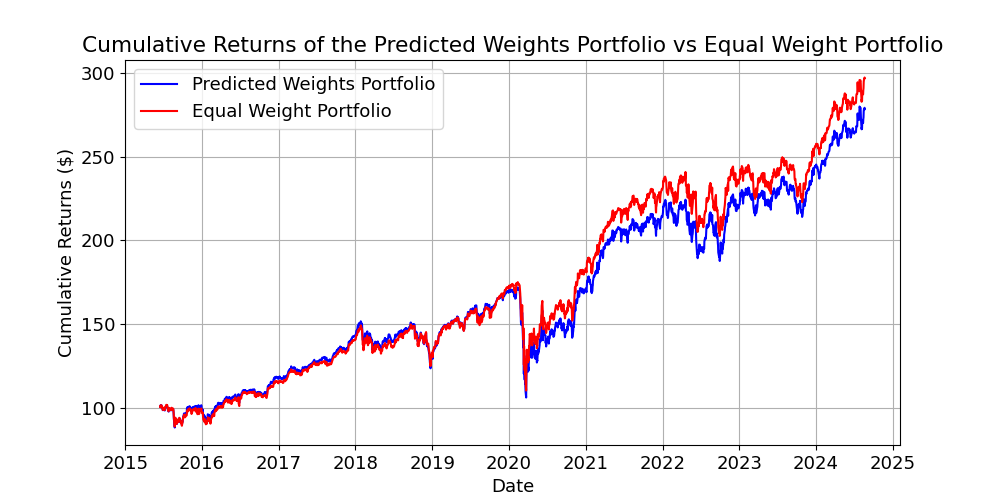 Cumulative Returns of the Predicted Weights Portfolio vs Equal Weight Portfolio
Predicted Weights Portfolio
Equal Weight Portfolio
Cumulative Returns ($)
300
250
200
150
100
2015 2016 2017 2018 2019 2020 2021 2022 2023 2024 2025
Date